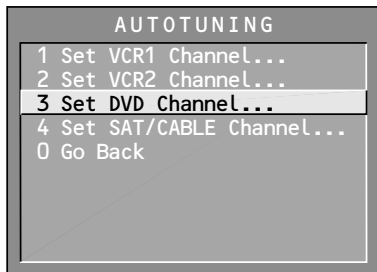 AUTOTUNING
1 Set VCR1 Channel...
2 Set VCR2 Channel...
3 Set DVD Channel...
4 Set SAT/CABLE Channel...
0 Go Back